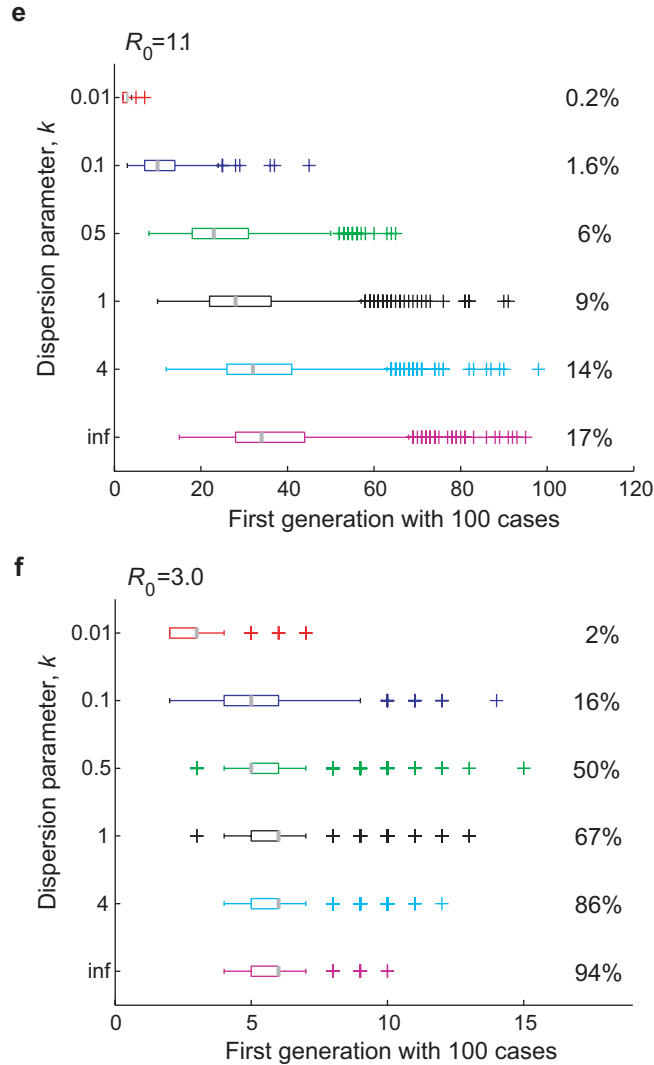 e
R0=1.1
Dispersion parameter, k
0.01
0.1
0.5
1
4
inf
0.2%
1.6%
6%
9%
14%
17%
0 20 40 60 80 100 120
First generation with 100 cases
f
R0=3.0
Dispersion parameter, k
0.01
0.1
0.5
1
4
inf
2%
16%
50%
67%
86%
94%
0 5 10 15
First generation with 100 cases